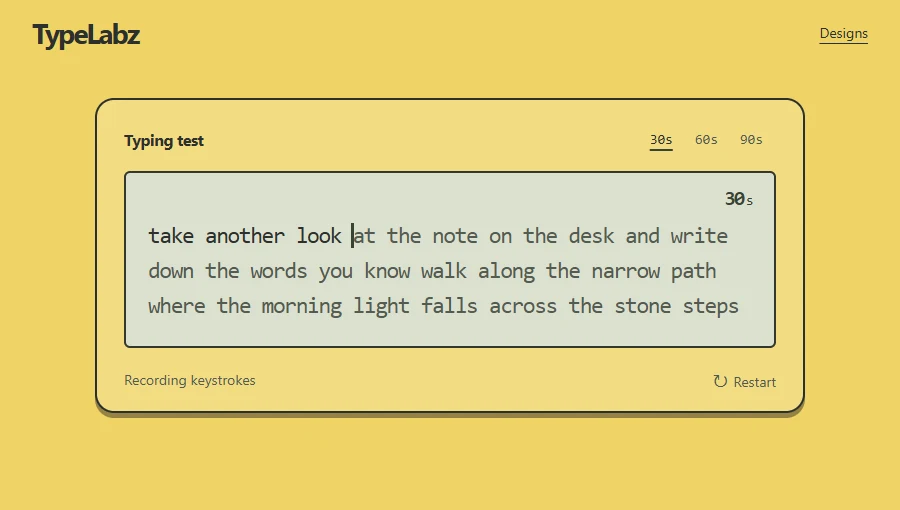 TypeLabz
Designs
Typing test
30s 60s 90s
30s
take another look at the note on the desk and write
down the words you know walk along the narrow path
where the morning light falls across the stone steps
Recording keystrokes
↻ Restart